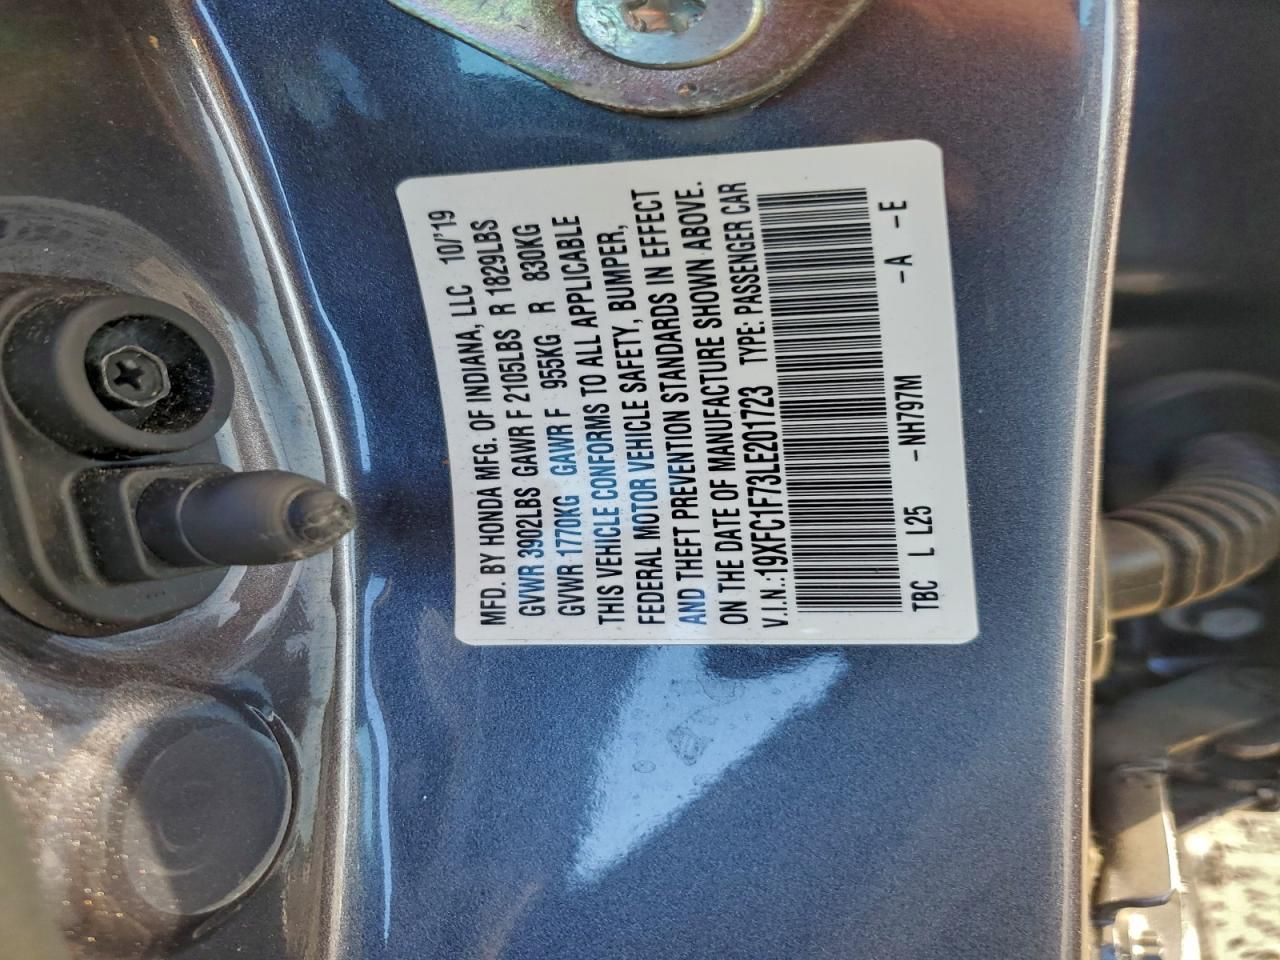 MFD. BY HONDA MFG. OF INDIANA, LLC 10/'19
GVWR 3902LBS GAWR F 2105LBS R 1829LBS
GVWR 1770KG GAWR F 955KG R 830KG
THIS VEHICLE CONFORMS TO ALL APPLICABLE
FEDERAL MOTOR VEHICLE SAFETY, BUMPER,
AND THEFT PREVENTION STANDARDS IN EFFECT
ON THE DATE OF MANUFACTURE SHOWN ABOVE.
V.I.N.:19XFC1F73LE201723 TYPE: PASSENGER CAR
TBC L L25 -NH797M -A -E